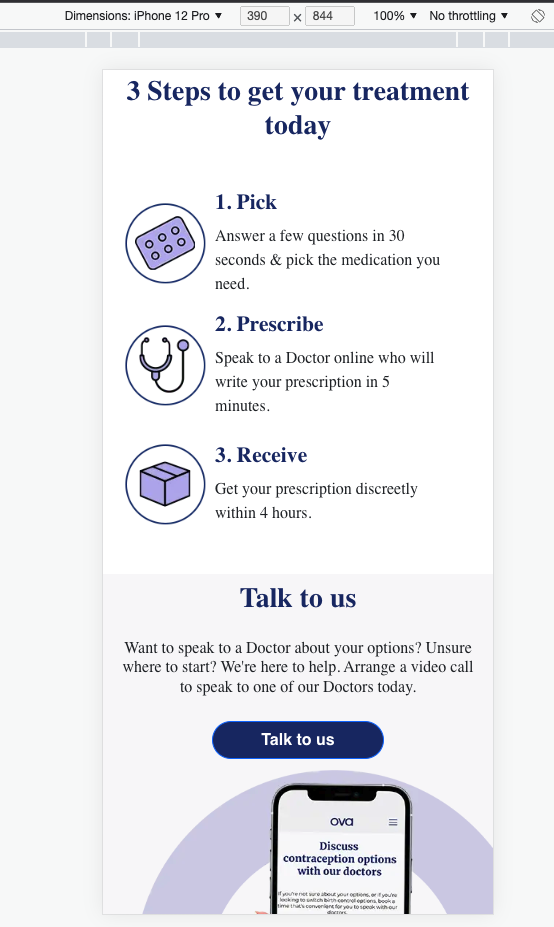 Dimensions: iPhone 12 Pro ▼ 390 × 844 100% ▼ No throttling ▼
3 Steps to get your treatment
today
1. Pick
Answer a few questions in 30
seconds & pick the medication you
need.
2. Prescribe
Speak to a Doctor online who will
write your prescription in 5
minutes.
3. Receive
Get your prescription discreetly
within 4 hours.
Talk to us
Want to speak to a Doctor about your options? Unsure
where to start? We're here to help. Arrange a video call
to speak to one of our Doctors today.
Talk to us
ova
Discuss
contraception options
with our doctors
If you're not sure about your options, or if you're
looking to switch birth control options, book a
time that's convenient for you to speak with our
doctors.